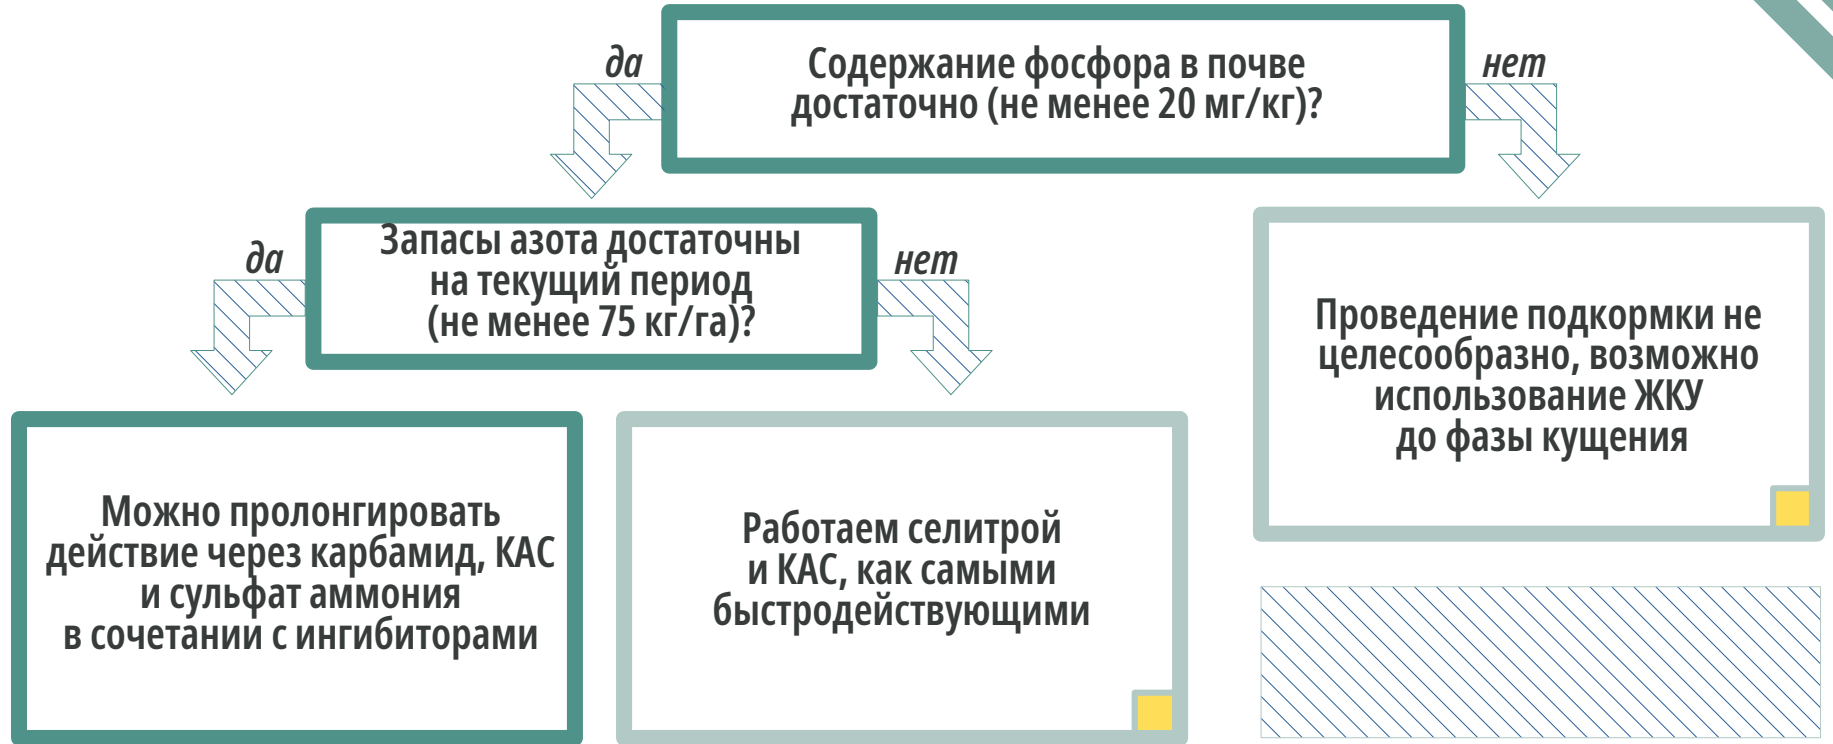 да
Содержание фосфора в почве
достаточно (не менее 20 мг/кг)?
нет
да
Запасы азота достаточны
на текущий период
(не менее 75 кг/га)?
нет
Проведение подкормки не
целесообразно, возможно
использование ЖКУ
до фазы кущения
Можно пролонгировать
действие через карбамид, КАС
и сульфат аммония
в сочетании с ингибиторами
Работаем селитрой
и КАС, как самыми
быстродействующими